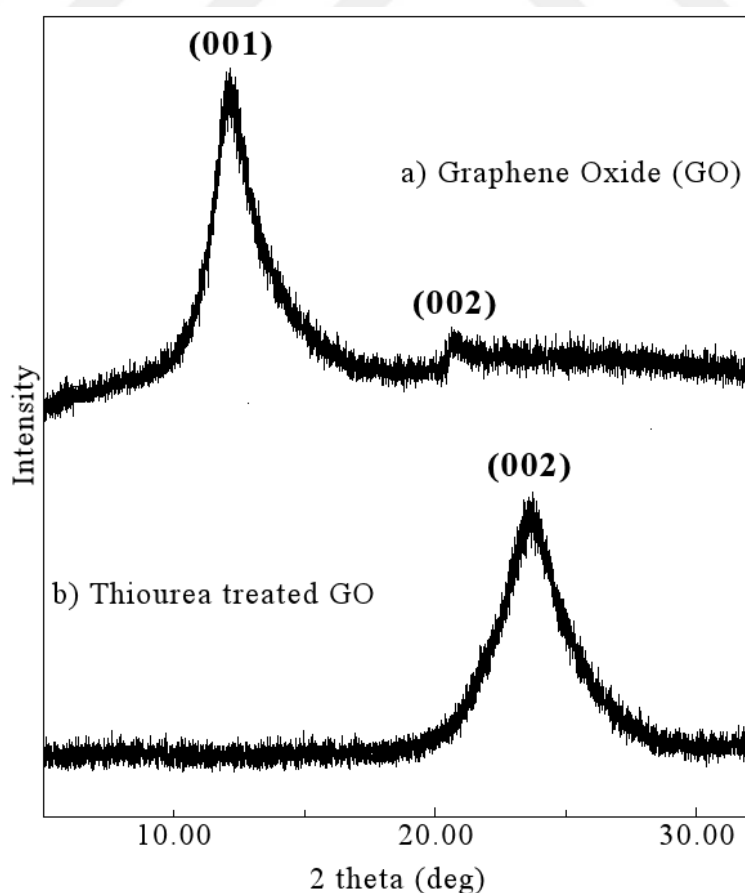 (001)
a) Graphene Oxide (GO)
(002)
Intensity
(002)
b) Thiourea treated GO
10.00 20.00 30.00
2 theta (deg)